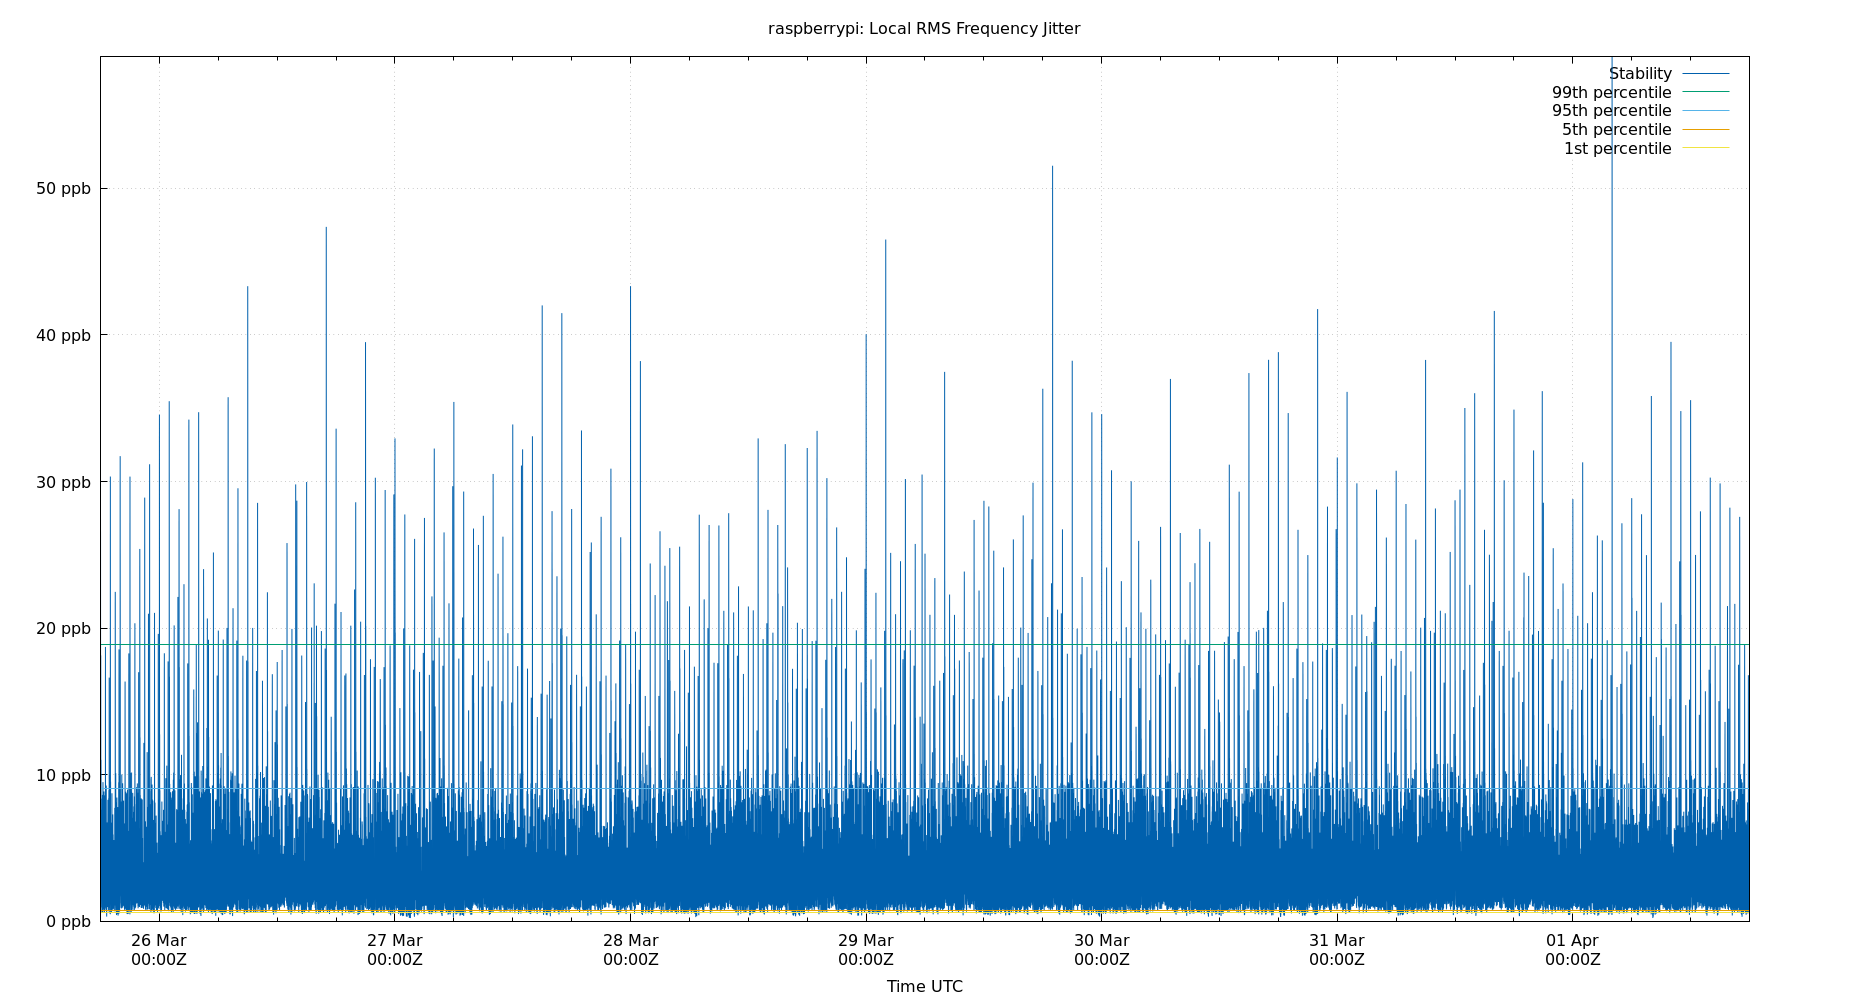 raspberrypi: Local RMS Frequency Jitter
Stability
99th percentile
95th percentile
5th percentile
1st percentile
50 ppb
40 ppb
30 ppb
20 ppb
10 ppb
0 ppb
26 Mar 27 Mar 28 Mar 29 Mar 30 Mar 31 Mar 01 Apr
00:00Z 00:00Z 00:00Z 00:00Z 00:00Z 00:00Z 00:00Z
Time UTC